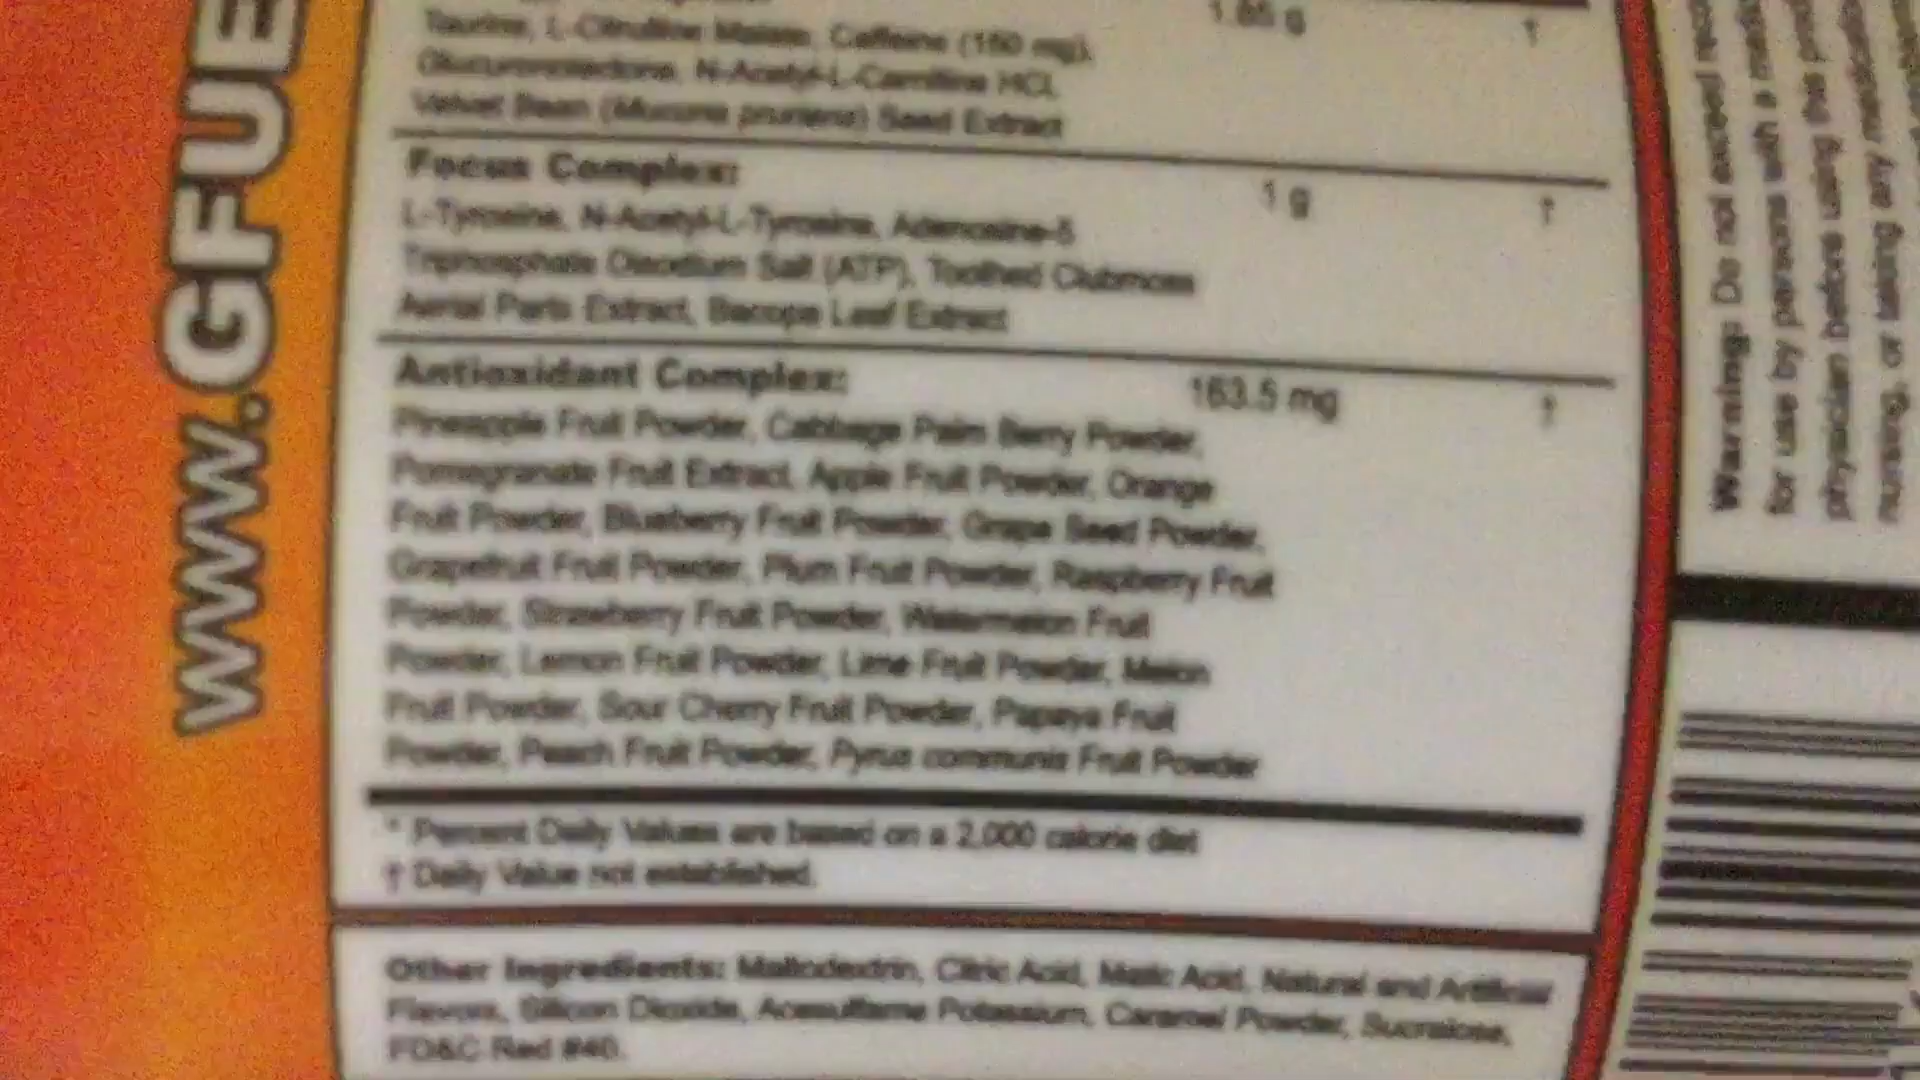 1.85 g †
Taurine, L-Citrulline Malate, Caffeine (150 mg),
Glucuronolactone, N-Acetyl-L-Carnitine HCl,
Velvet Bean (Mucuna pruriens) Seed Extract
Focus Complex: 1 g †
L-Tyrosine, N-Acetyl-L-Tyrosine, Adenosine-5
Triphosphate Disodium Salt (ATP), Toothed Clubmoss
Aerial Parts Extract, Bacopa Leaf Extract
Antioxidant Complex: 163.5 mg †
Pineapple Fruit Powder, Cabbage Palm Berry Powder,
Pomegranate Fruit Extract, Apple Fruit Powder, Orange
Fruit Powder, Blueberry Fruit Powder, Grape Seed Powder,
Grapefruit Fruit Powder, Plum Fruit Powder, Raspberry Fruit
Powder, Strawberry Fruit Powder, Watermelon Fruit
Powder, Lemon Fruit Powder, Lime Fruit Powder, Melon
Fruit Powder, Sour Cherry Fruit Powder, Papaya Fruit
Powder, Peach Fruit Powder, Pyrus communis Fruit Powder
* Percent Daily Values are based on a 2,000 calorie diet
† Daily Value not established.
Other Ingredients: Maltodextrin, Citric Acid, Malic Acid, Natural and Artificial
Flavors, Silicon Dioxide, Acesulfame Potassium, Caramel Powder, Sucralose,
FD&C Red #40.
www.GFUE
Warning: Do not exceed
for use by persons with a
physician before using this
nursing, or taking any